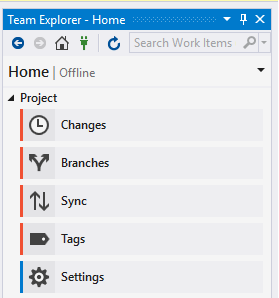 Team Explorer - Home
Search Work Items
Home | Offline
Project
Changes
Branches
Sync
Tags
Settings